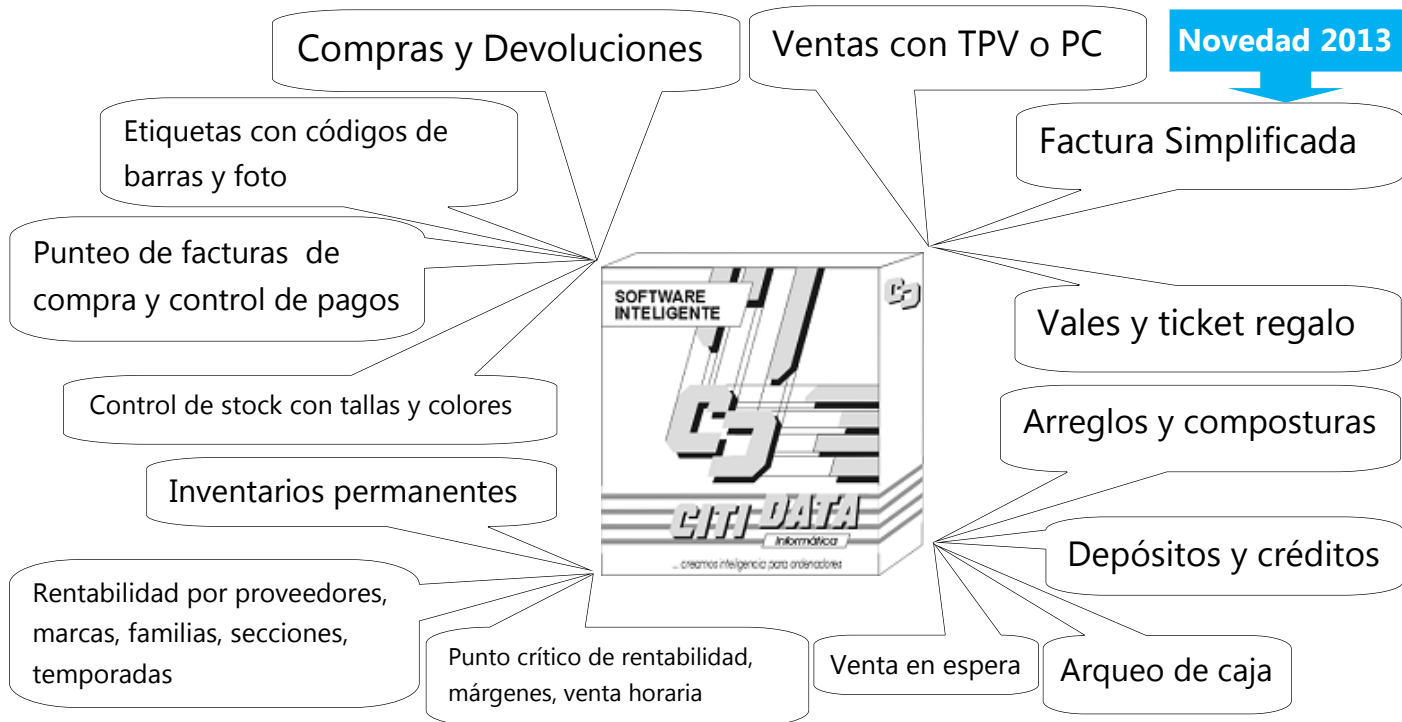 Compras y Devoluciones
Ventas con TPV o PC
Novedad 2013
Etiquetas con códigos de
barras y foto
Factura Simplificada
Punteo de facturas de
compra y control de pagos
SOFTWARE
INTELIGENTE
Vales y ticket regalo
Control de stock con tallas y colores
Arreglos y composturas
Inventarios permanentes
CITI DATA
Informática
... creamos inteligencia para ordenadores
Depósitos y créditos
Rentabilidad por proveedores,
marcas, familias, secciones,
temporadas
Punto crítico de rentabilidad,
márgenes, venta horaria
Venta en espera
Arqueo de caja